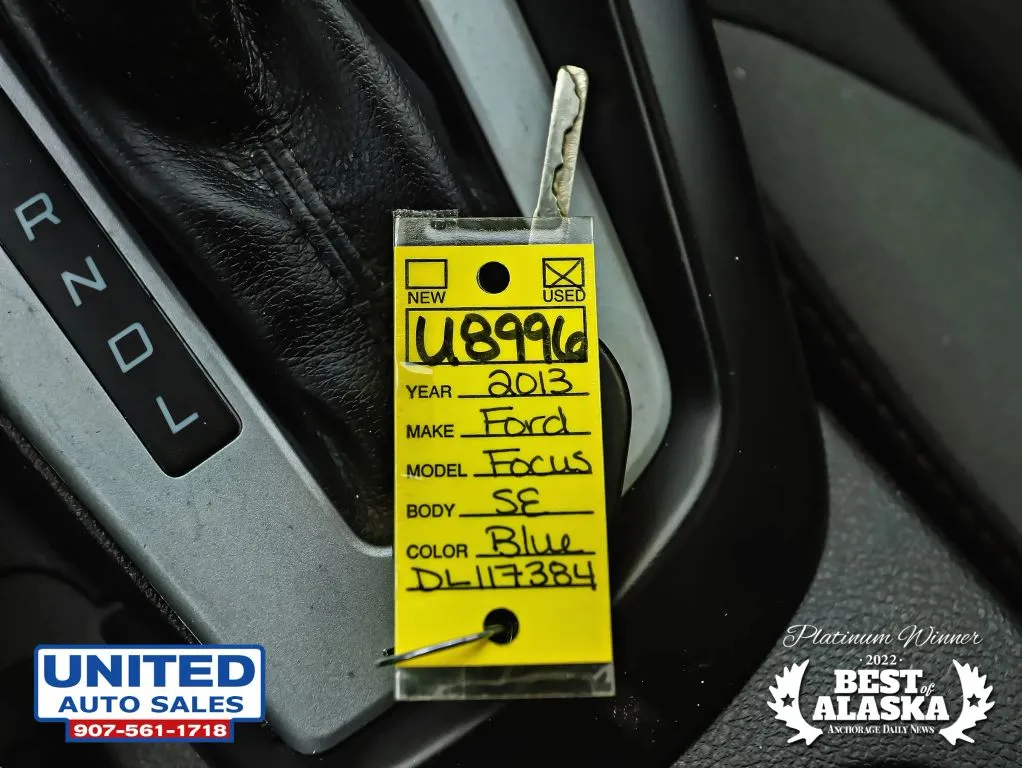 R
N
D
L
NEW USED
U8996
YEAR 2013
MAKE Ford
MODEL Focus
BODY SE
COLOR Blue
DL117384
UNITED
AUTO SALES
907-561-1718
Platinum Winner
·2022·
BEST of
ALASKA
ANCHORAGE DAILY NEWS